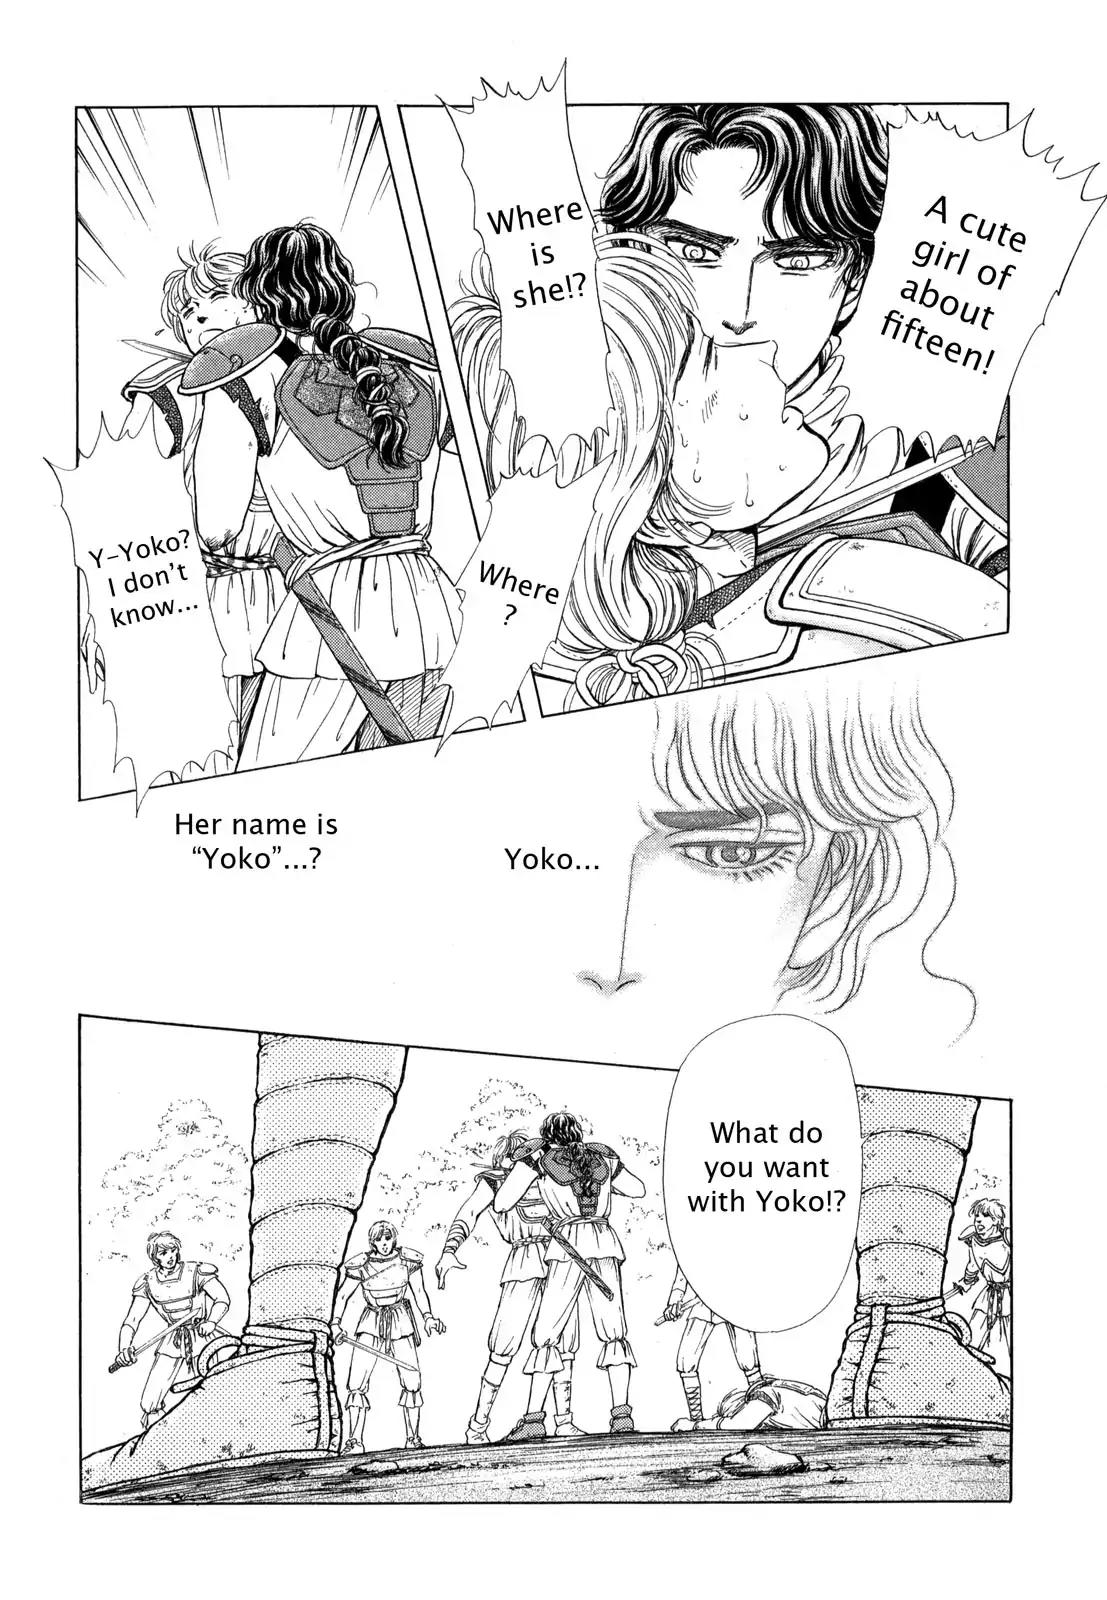 A cute
girl of
about
fifteen!
Where
is
she!?
Where
?
Y-Yoko?
I don't
know...
Yoko...
Her name is
“Yoko”...?
What do
you want
with Yoko!?